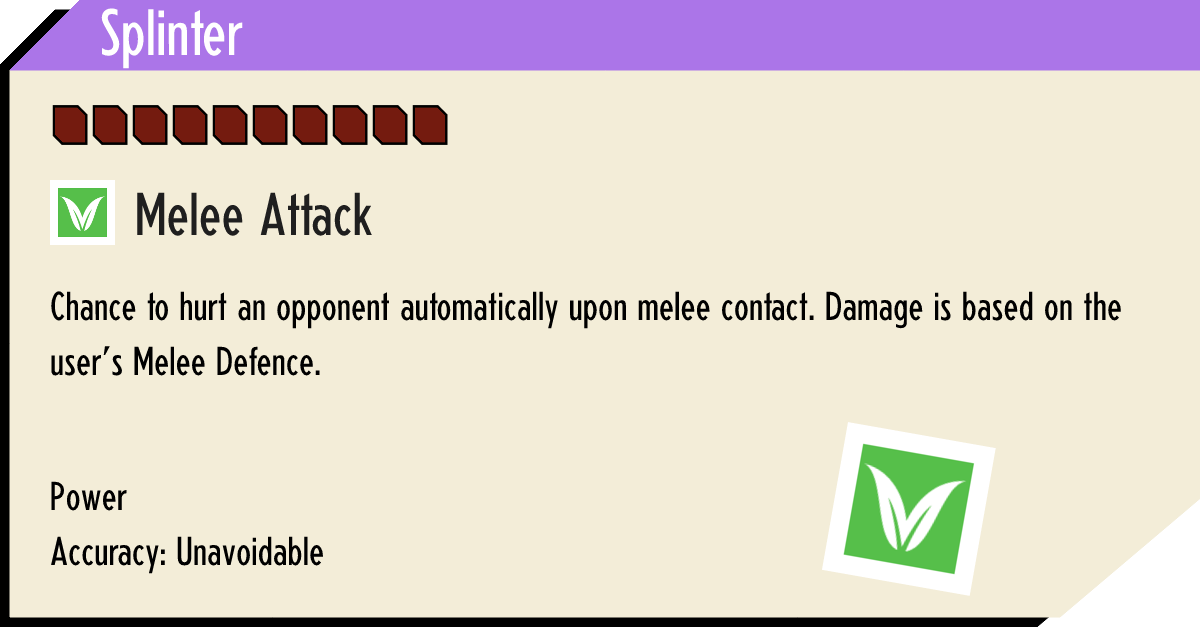 Splinter
Melee Attack
Chance to hurt an opponent automatically upon melee contact. Damage is based on the
user's Melee Defence.
Power
Accuracy: Unavoidable